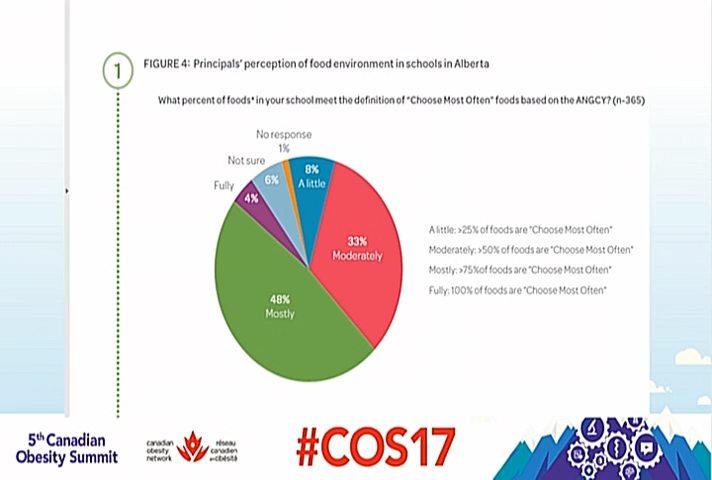 1
FIGURE 4: Principals' perception of food environment in schools in Alberta
What percent of foods* in your school meet the definition of "Choose Most Often" foods based on the ANGCY? (n-365)
No response
1%
Not sure
6%
8%
A little
Fully
4%
33%
Moderately
48%
Mostly
A little: >25% of foods are "Choose Most Often"
Moderately: >50% of foods are "Choose Most Often"
Mostly: >75%of foods are "Choose Most Often"
Fully: 100% of foods are "Choose Most Often"
5th Canadian
Obesity Summit
canadian
obesity
network
réseau
canadien
en obésité
#COS17